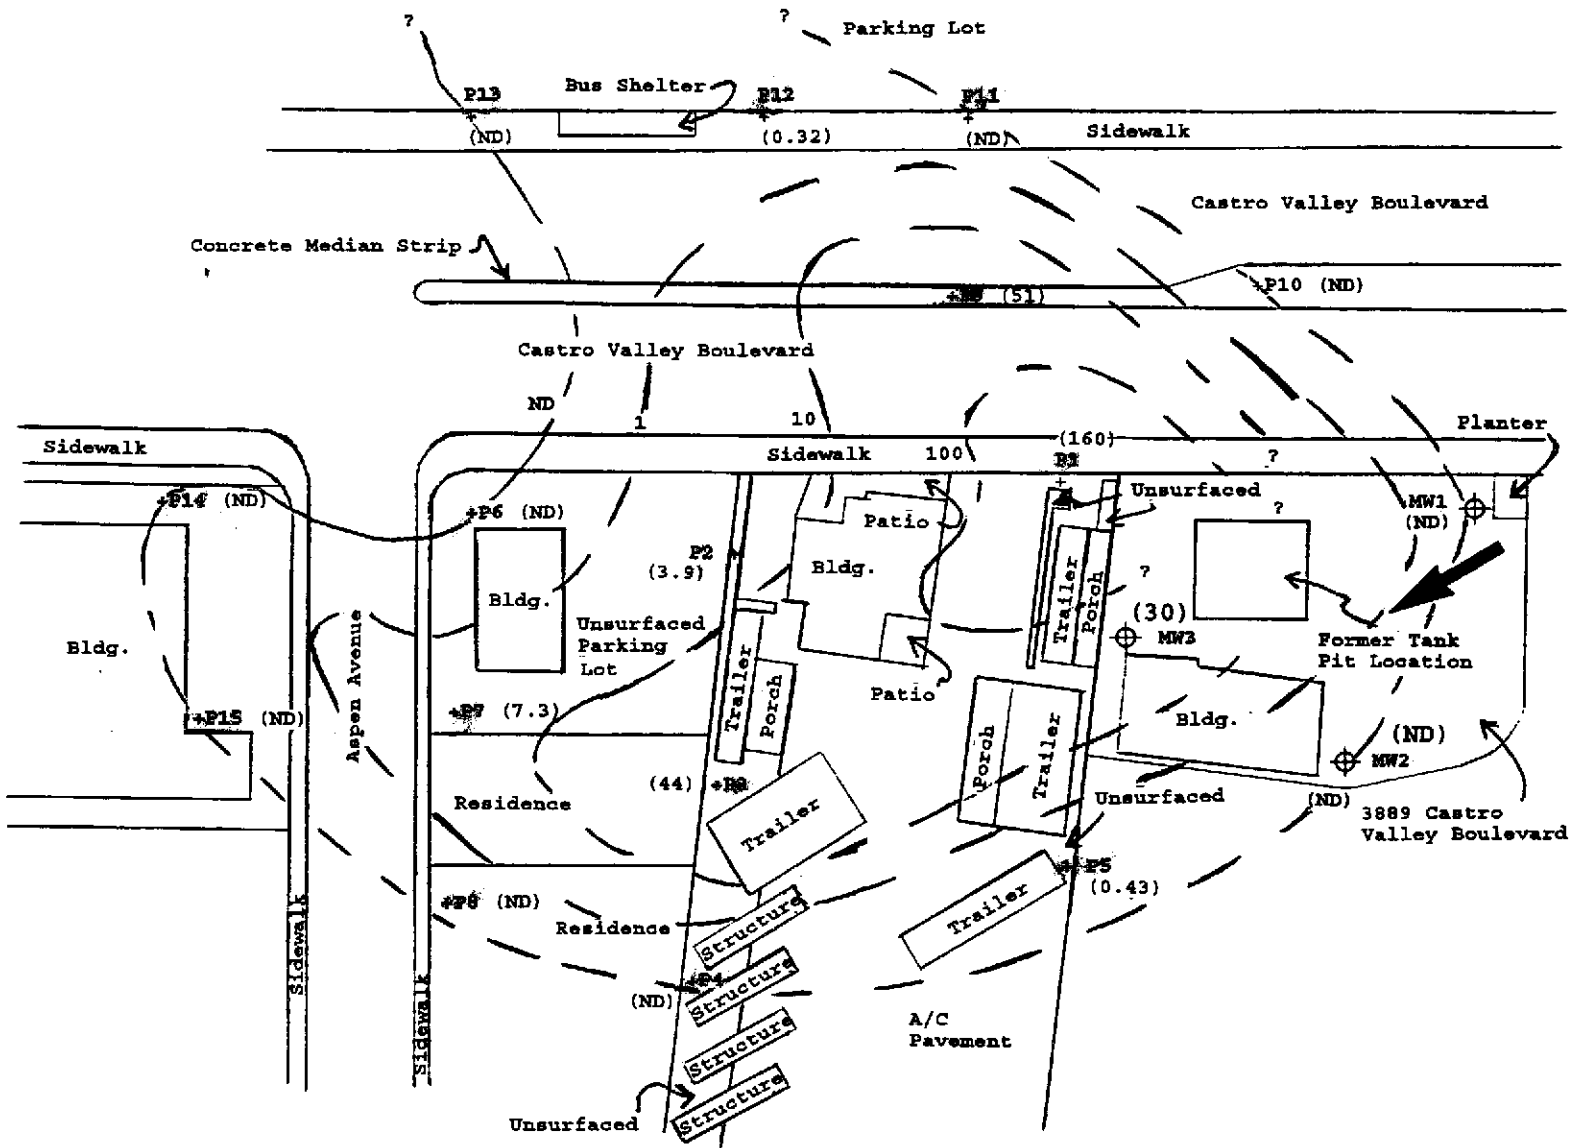 ?
?
Parking Lot
Bus Shelter
P13
P12
P11
(ND)
(0.32)
(ND)
Sidewalk
Castro Valley Boulevard
Concrete Median Strip
(51)
+P10 (ND)
Castro Valley Boulevard
ND
1
10
Planter
Sidewalk
(160)
Sidewalk
100
?
Unsurfaced
+P14 (ND)
+P6 (ND)
Patio
?
MW1
(ND)
P2
(3.9)
Bldg.
Trailer
Porch
?
Bldg.
(30)
MW3
Bldg.
Aspen Avenue
Unsurfaced
Parking
Lot
Former Tank
Pit Location
Trailer
Porch
Patio
+P15 (ND)
+P7 (7.3)
Bldg.
(ND)
MW2
Porch
Trailer
(44)
Residence
Trailer
Unsurfaced
(ND)
3889 Castro
Valley Boulevard
+P5
(0.43)
+P8 (ND)
Trailer
Residence
Structure
Sidewalk
Sidewalk
P4
(ND)
Structure
A/C
Pavement
Structure
Unsurfaced
Structure